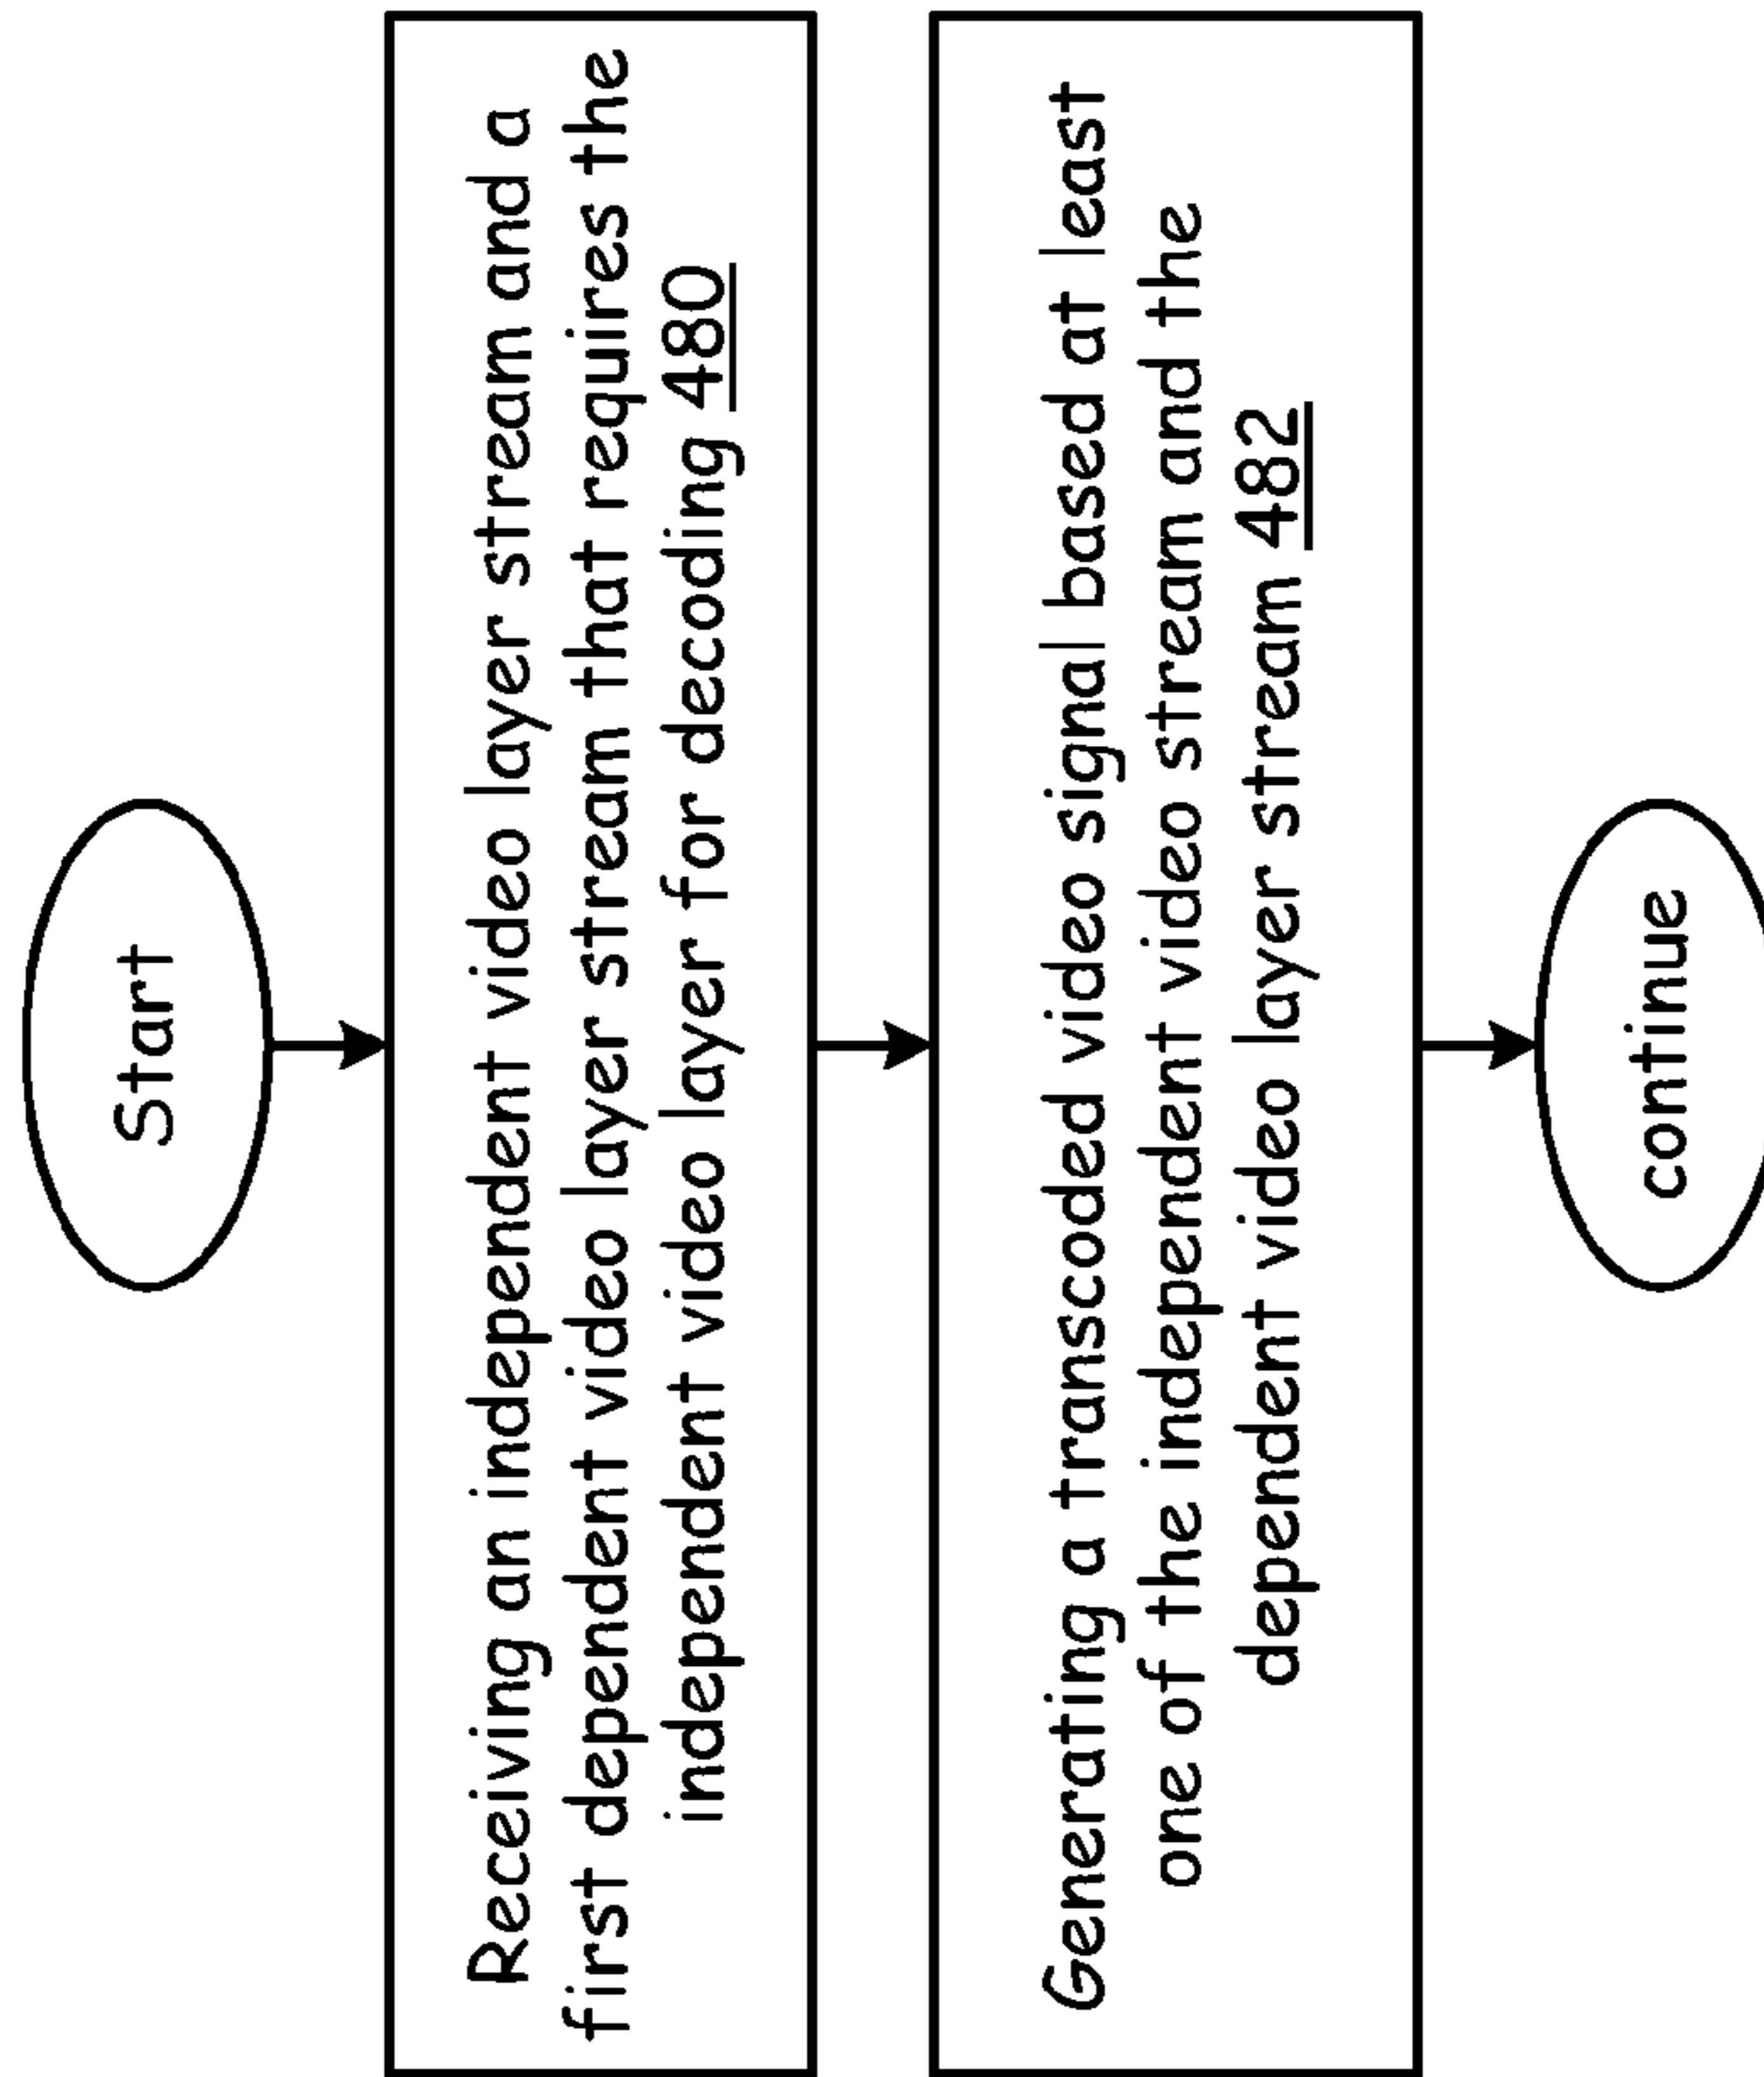 Start
Receiving an independent video layer stream and a
first dependent video layer stream that requires the
independent video layer for decoding 480
Generating a transcoded video signal based at least
one of the independent video stream and the
dependent video layer stream 482
continue